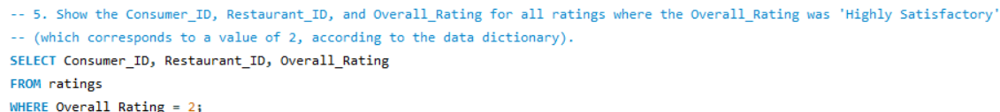 -- 5. Show the Consumer_ID, Restaurant_ID, and Overall_Rating for all ratings where the Overall_Rating was 'Highly Satisfactory'
-- (which corresponds to a value of 2, according to the data dictionary).
SELECT Consumer_ID, Restaurant_ID, Overall_Rating
FROM ratings
WHERE Overall_Rating = 2;